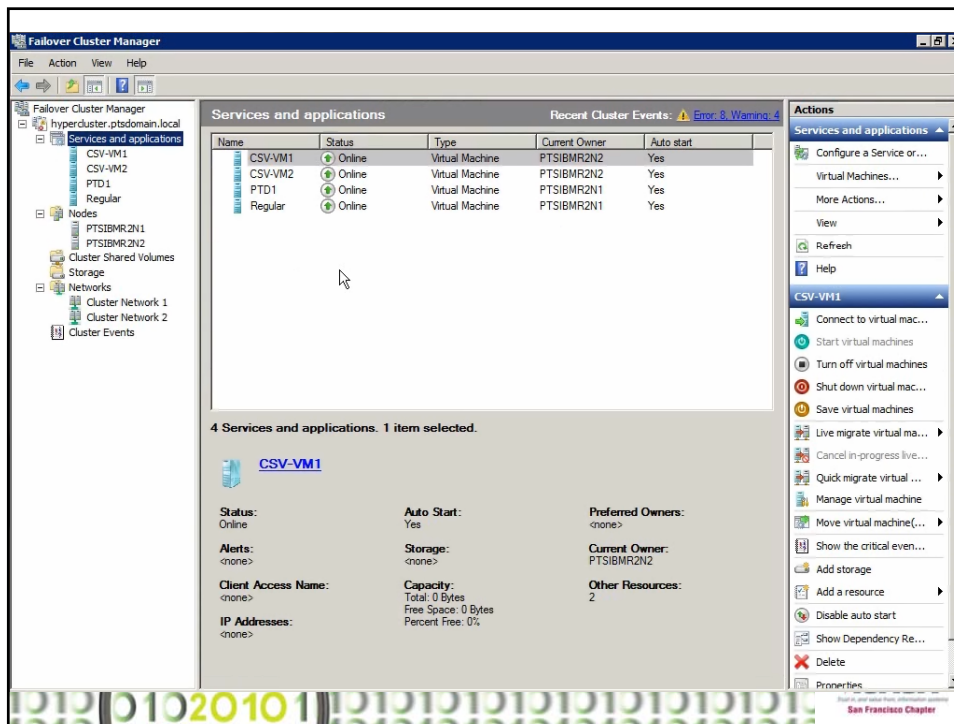 Failover Cluster Manager
File Action View Help
Failover Cluster Manager
hypercluster.ptsdomain.local
Services and applications
CSV-VM1
CSV-VM2
PTD1
Regular
Nodes
PTSIBMR2N1
PTSIBMR2N2
Cluster Shared Volumes
Storage
Networks
Cluster Network 1
Cluster Network 2
Cluster Events
Services and applications Recent Cluster Events: Error: 8, Warning: 4
Name Status Type Current Owner Auto start
CSV-VM1 Online Virtual Machine PTSIBMR2N2 Yes
CSV-VM2 Online Virtual Machine PTSIBMR2N2 Yes
PTD1 Online Virtual Machine PTSIBMR2N1 Yes
Regular Online Virtual Machine PTSIBMR2N1 Yes
4 Services and applications. 1 item selected.
CSV-VM1
Status: Auto Start: Preferred Owners:
Online Yes <none>
Alerts: Storage: Current Owner:
<none> <none> PTSIBMR2N2
Client Access Name: Capacity: Other Resources:
<none> Total: 0 Bytes 2
Free Space: 0 Bytes
IP Addresses: Percent Free: 0%
<none>
Actions
Services and applications
Configure a Service or...
Virtual Machines...
More Actions...
View
Refresh
Help
CSV-VM1
Connect to virtual mac...
Start virtual machines
Turn off virtual machines
Shut down virtual mac...
Save virtual machines
Live migrate virtual ma...
Cancel in-progress live...
Quick migrate virtual ...
Manage virtual machine
Move virtual machine(...
Show the critical even...
Add storage
Add a resource
Disable auto start
Show Dependency Re...
Delete
Properties
Trust in, and value from, information systems
San Francisco Chapter